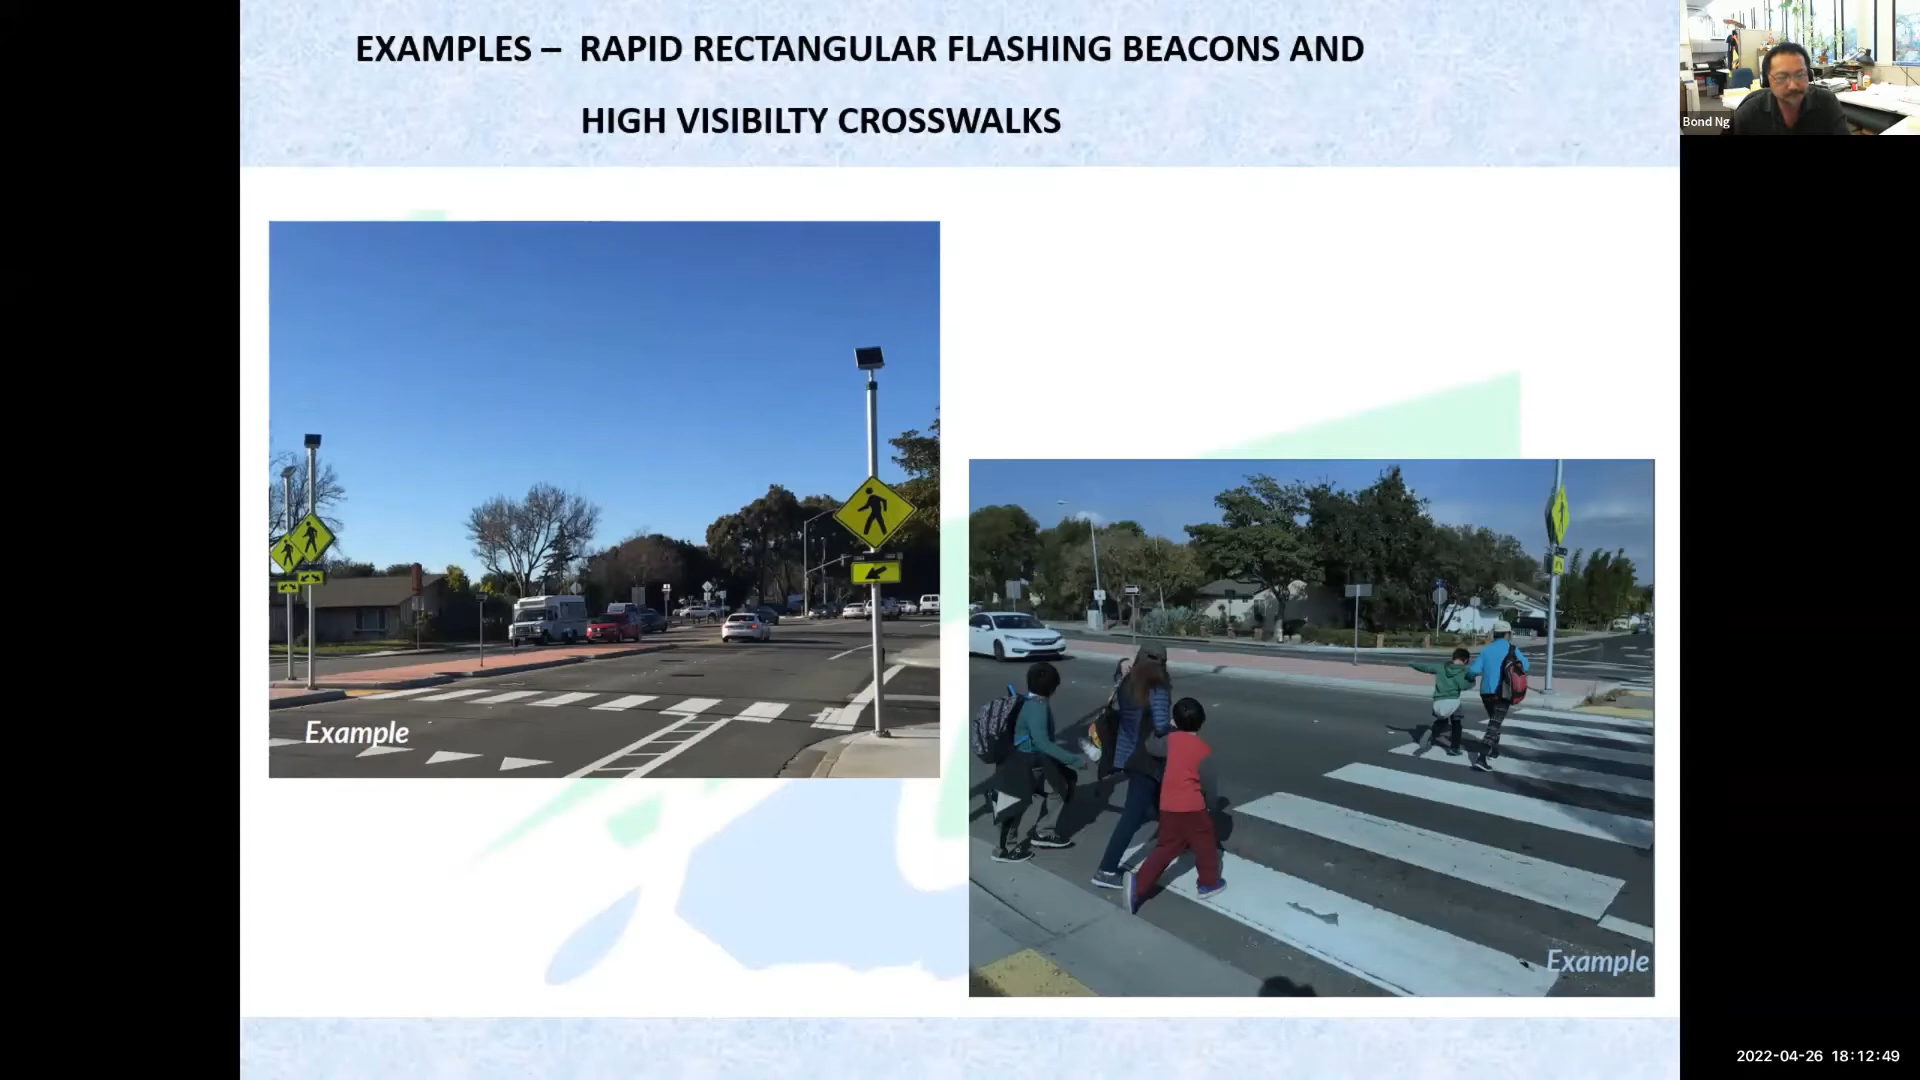 EXAMPLES – RAPID RECTANGULAR FLASHING BEACONS AND
HIGH VISIBILTY CROSSWALKS
Bond Ng
Example
Example
2022-04-26 18:12:49